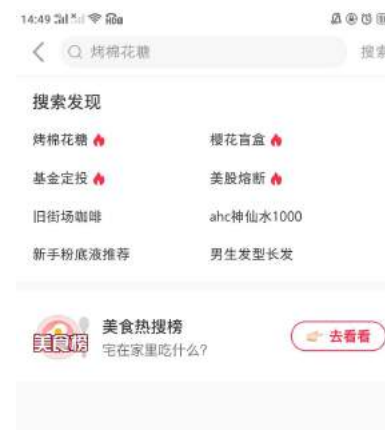 14:49
烤棉花糖
搜索
搜索发现
烤棉花糖
樱花盲盒
基金定投
美股熔断
旧街场咖啡
ahc神仙水1000
新手粉底液推荐
男生发型长发
美食榜
美食热搜榜
宅在家里吃什么?
去看看